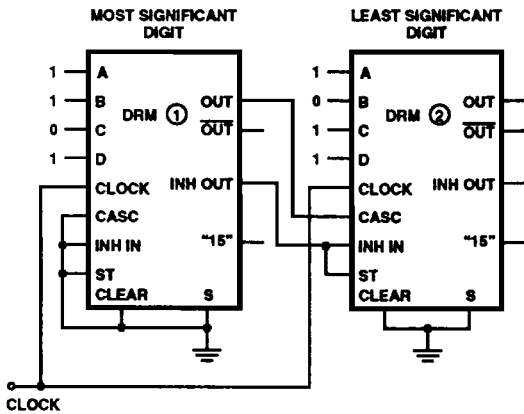 MOST SIGNIFICANT
DIGIT
1 A
1 B
0 C
1 D
DRM 1
OUT
OUT
CLOCK
INH OUT
CASC
INH IN
"15"
ST
CLEAR S
LEAST SIGNIFICANT
DIGIT
1 A
0 B
1 C
1 D
DRM 2
OUT
OUT
CLOCK
INH OUT
CASC
INH IN
"15"
ST
CLEAR S
CLOCK